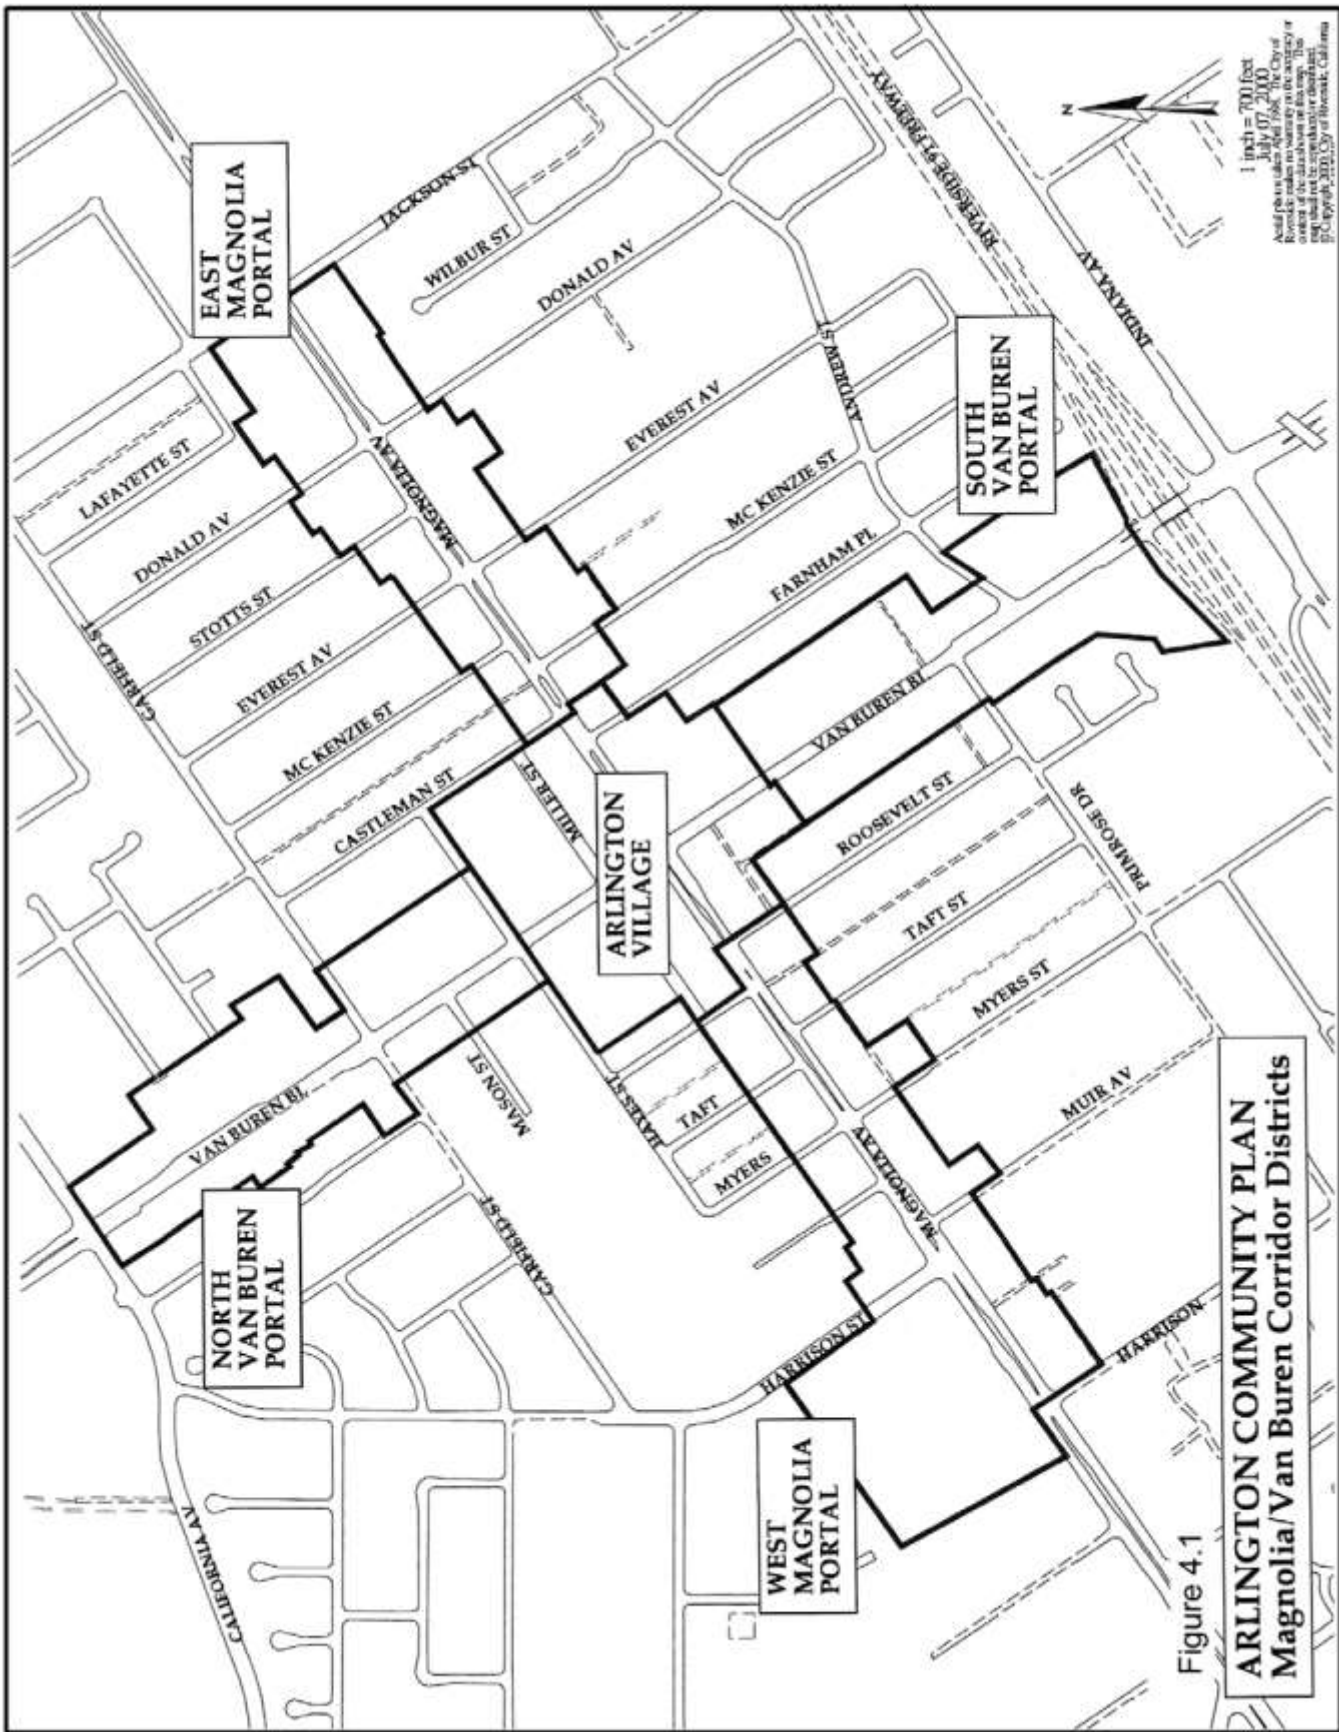 EAST
MAGNOLIA
PORTAL
JACKSON ST
WILBUR ST
DONALD AV
RIVERSIDE 91 FREEWAY
INDIANA AV
N
1 inch = 700 feet
July 07, 2000
LAFAYETTE ST
DONALD AV
STOTTS ST
EVEREST AV
MC KENZIE ST
CASTLEMAN ST
GARFIELD ST
MAGNOLIA AV
EVEREST AV
ANDREW ST
MC KENZIE ST
FARNHAM PL
SOUTH
VAN BUREN
PORTAL
MILLER ST
ARLINGTON
VILLAGE
VAN BUREN BL
ROOSEVELT ST
TAFT ST
MYERS ST
PRIMROSE DR
MUIR AV
VAN BUREN BL
MASON ST
HAYES ST
TAFT
MYERS
NORTH
VAN BUREN
PORTAL
GARFIELD ST
MAGNOLIA AV
HARRISON ST
HARRISON
CALIFORNIA AV
WEST
MAGNOLIA
PORTAL
Figure 4.1
ARLINGTON COMMUNITY PLAN
Magnolia/Van Buren Corridor Districts